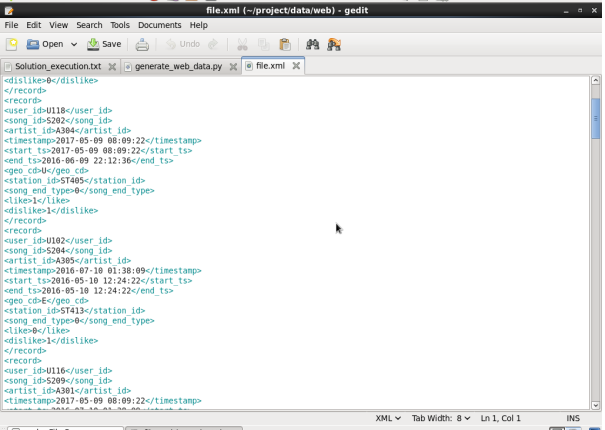 file.xml (~/project/data/web) - gedit
File Edit View Search Tools Documents Help
Open Save Undo
Solution_execution.txt generate_web_data.py file.xml
<dislike>0</dislike>
</record>
<record>
<user_id>U118</user_id>
<song_id>S202</song_id>
<artist_id>A304</artist_id>
<timestamp>2017-05-09 08:09:22</timestamp>
<start_ts>2017-05-09 08:09:22</start_ts>
<end_ts>2016-06-09 22:12:36</end_ts>
<geo_cd>U</geo_cd>
<station_id>ST405</station_id>
<song_end_type>0</song_end_type>
<like>1</like>
<dislike>1</dislike>
</record>
<record>
<user_id>U102</user_id>
<song_id>S204</song_id>
<artist_id>A305</artist_id>
<timestamp>2016-07-10 01:38:09</timestamp>
<start_ts>2016-05-10 12:24:22</start_ts>
<end_ts>2016-05-10 12:24:22</end_ts>
<geo_cd>E</geo_cd>
<station_id>ST413</station_id>
<song_end_type>0</song_end_type>
<like>0</like>
<dislike>1</dislike>
</record>
<record>
<user_id>U116</user_id>
<song_id>S209</song_id>
<artist_id>A301</artist_id>
<timestamp>2017-05-09 08:09:22</timestamp>
XML Tab Width: 8 Ln 1, Col 1 INS